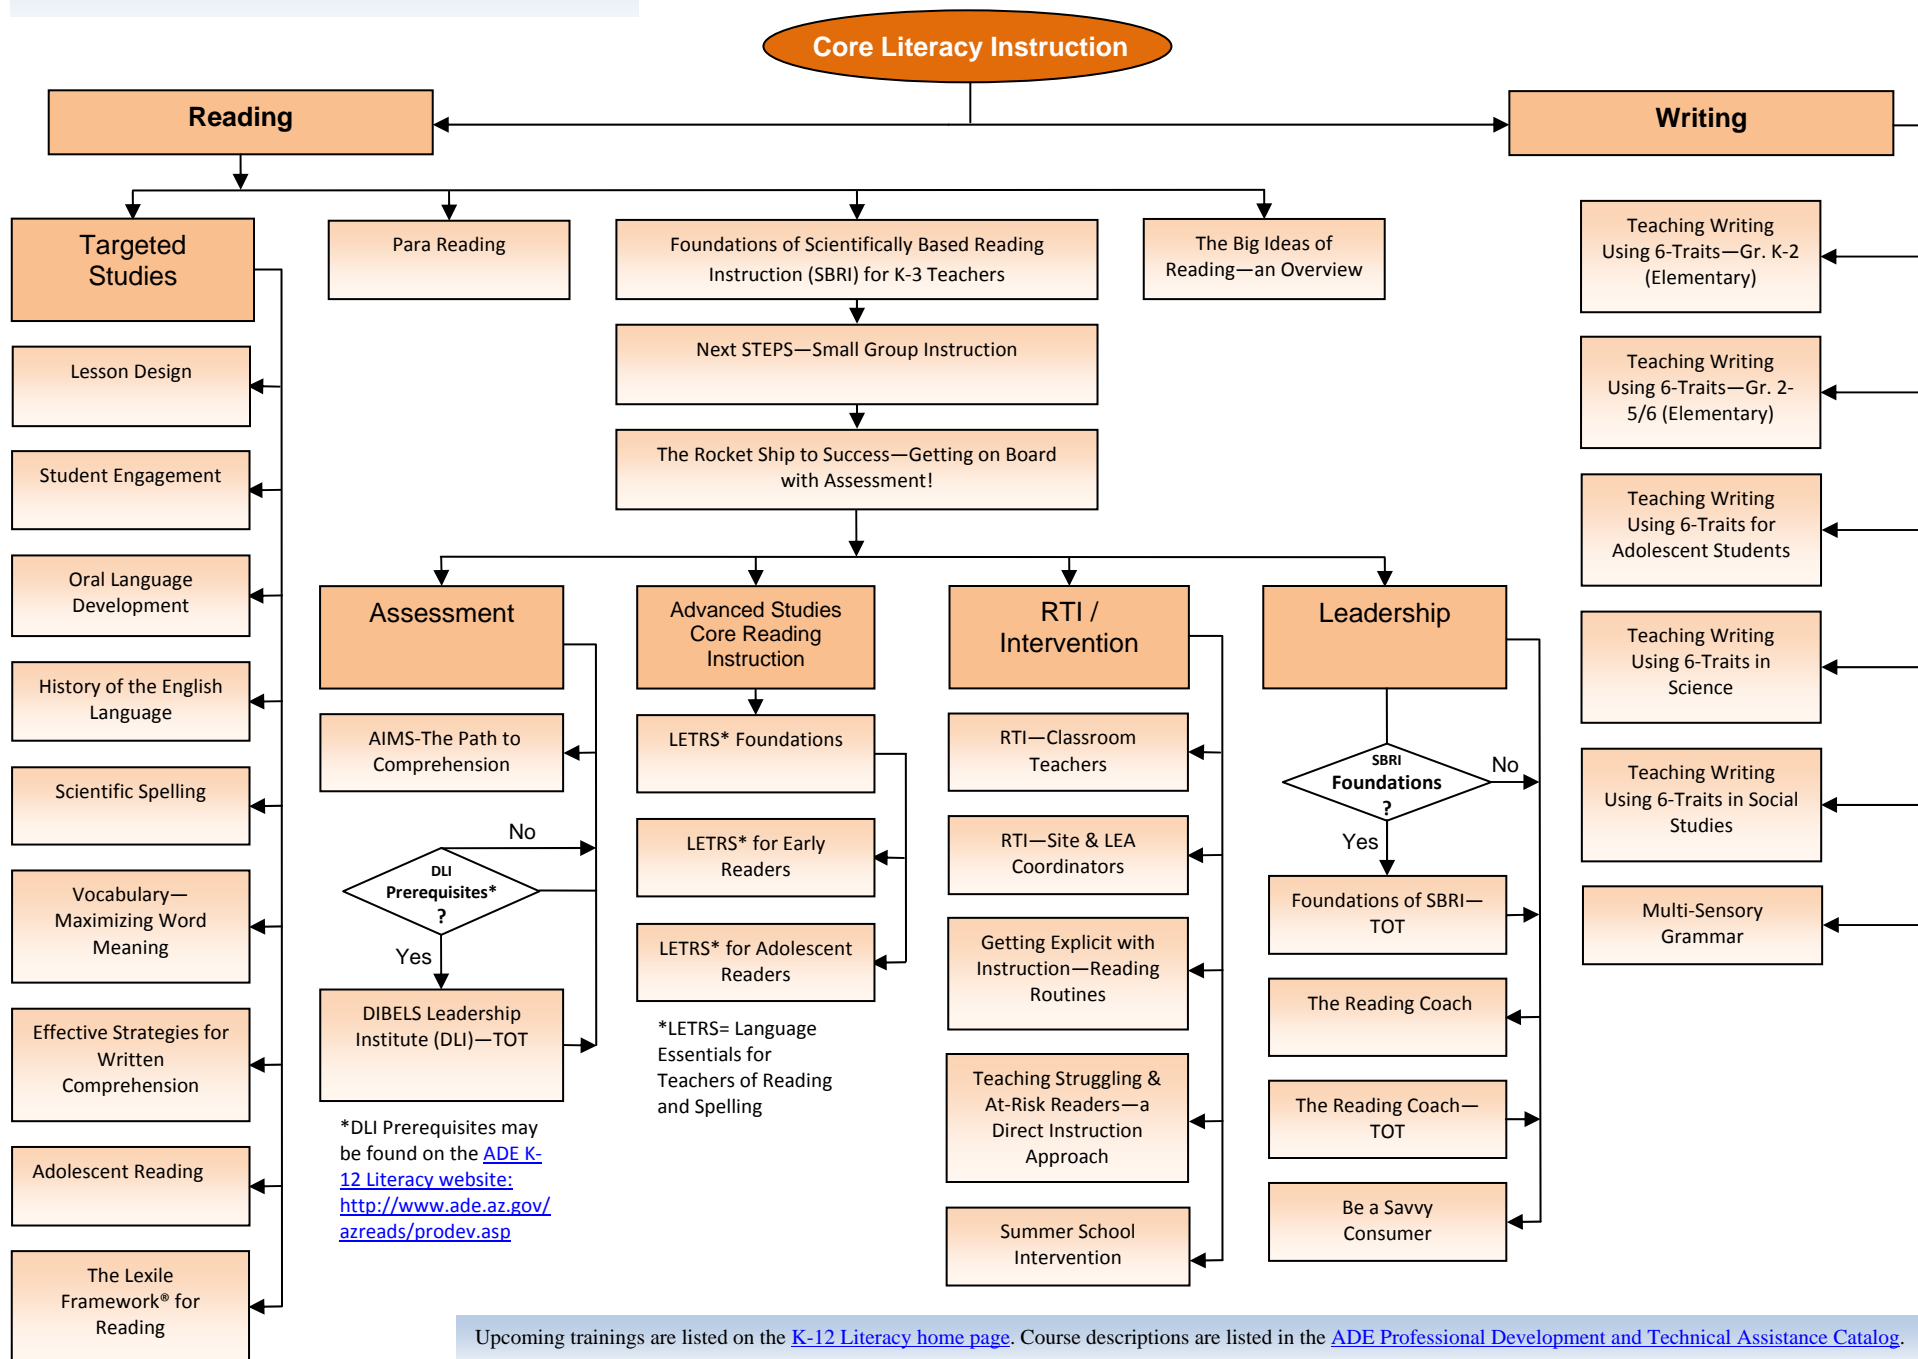 Core Literacy Instruction
Reading
Writing
Targeted
Studies
Para Reading
Foundations of Scientifically Based Reading
Instruction (SBRI) for K-3 Teachers
The Big Ideas of
Reading—an Overview
Next STEPS—Small Group Instruction
The Rocket Ship to Success—Getting on Board
with Assessment!
Lesson Design
Student Engagement
Oral Language
Development
History of the English
Language
Scientific Spelling
Vocabulary—
Maximizing Word
Meaning
Effective Strategies for
Written
Comprehension
Adolescent Reading
The Lexile
Framework® for
Reading
Assessment
AIMS-The Path to
Comprehension
No
DLI
Prerequisites*
?
Yes
DIBELS Leadership
Institute (DLI)—TOT
*DLI Prerequisites may
be found on the ADE K-
12 Literacy website:
http://www.ade.az.gov/
azreads/prodev.asp
Advanced Studies
Core Reading
Instruction
LETRS* Foundations
LETRS* for Early
Readers
LETRS* for Adolescent
Readers
*LETRS= Language
Essentials for
Teachers of Reading
and Spelling
RTI /
Intervention
RTI—Classroom
Teachers
RTI—Site & LEA
Coordinators
Getting Explicit with
Instruction—Reading
Routines
Teaching Struggling &
At-Risk Readers—a
Direct Instruction
Approach
Summer School
Intervention
Leadership
SBRI
Foundations
?
No
Yes
Foundations of SBRI—
TOT
The Reading Coach
The Reading Coach—
TOT
Be a Savvy
Consumer
Teaching Writing
Using 6-Traits—Gr. K-2
(Elementary)
Teaching Writing
Using 6-Traits—Gr. 2-
5/6 (Elementary)
Teaching Writing
Using 6-Traits for
Adolescent Students
Teaching Writing
Using 6-Traits in
Science
Teaching Writing
Using 6-Traits in Social
Studies
Multi-Sensory
Grammar
Upcoming trainings are listed on the K-12 Literacy home page. Course descriptions are listed in the ADE Professional Development and Technical Assistance Catalog.